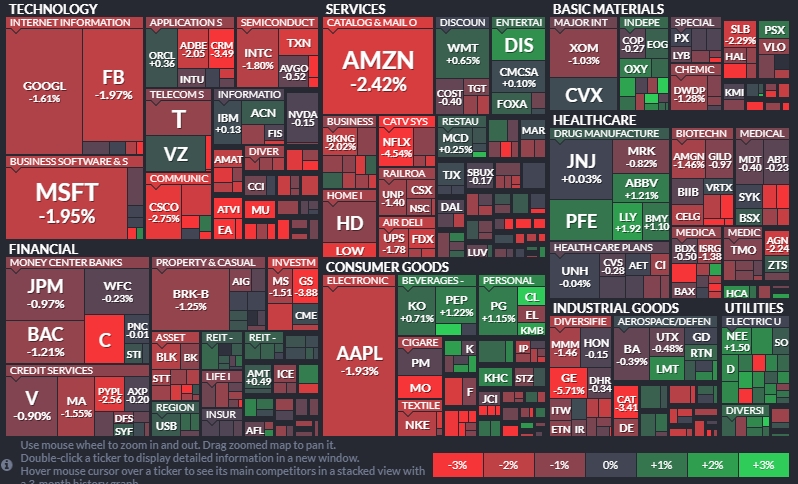 TECHNOLOGY
INTERNET INFORMATION
GOOGL
-1.61%
FB
-1.97%
BUSINESS SOFTWARE & S
MSFT
-1.95%
APPLICATION S
ORCL
+0.36
ADBE
-2.05
CRM
-3.49
INTU
TELECOM S
T
VZ
COMMUNIC
CSCO
-2.75%
SEMICONDUCT
INTC
-1.80%
TXN
AVGO
-0.52
INFORMATIO
IBM
+0.13
ACN
FIS
NVDA
-0.15
AMAT
DIVER
CCI
ATVI
EA
MU
SERVICES
CATALOG & MAIL O
AMZN
-2.42%
DISCOUN
WMT
+0.65%
COST
-0.40
TGT
ENTERTAI
DIS
CMCSA
+0.10%
FOXA
BUSINESS
BKNG
-2.02%
CATV SYS
NFLX
-4.54%
RESTAU
MCD
+0.25%
MAR
HOME I
HD
LOW
RAILROA
UNP
-1.40
CSX
NSC
AIR DELI
UPS
-1.78
FDX
TJX
SBUX
-0.17
DAL
LUV
BASIC MATERIALS
MAJOR INT
XOM
-1.03%
CVX
INDEPE
COP
-0.27
EOG
OXY
SPECIAL
PX
LYB
CHEMIC
DWDP
-1.28%
SLB
-2.29%
HAL
KMI
PSX
VLO
HEALTHCARE
DRUG MANUFACTURE
JNJ
+0.03%
PFE
MRK
-0.82%
ABBV
+1.21%
LLY
+1.92
BMY
+1.10
BIOTECHN
AMGN
-1.46%
GILD
-0.97
BIIB
VRTX
CELG
MEDICAL
MDT
-0.40
ABT
-0.23
SYK
BSX
HEALTH CARE PLANS
UNH
-0.04%
CVS
-0.28
AET
CI
MEDICA
BDX
-0.50
ISRG
-1.38
BAX
MEDIC
TMO
AGN
-2.24
ZTS
HCA
FINANCIAL
MONEY CENTER BANKS
JPM
-0.97%
WFC
-0.23%
BAC
-1.21%
C
PNC
-0.01
STI
CREDIT SERVICES
V
-0.90%
MA
-1.55%
PYPL
-2.56
AXP
-0.20
DFS
SYF
PROPERTY & CASUAL
BRK-B
-1.25%
AIG
INVESTM
MS
-1.51
GS
-3.88
CME
ASSET
BLK
BK
STT
REGION
USB
REIT -
LIFE I
INSUR
REIT -
AMT
+0.49
ICE
AFL
CONSUMER GOODS
ELECTRONIC
AAPL
-1.93%
BEVERAGES -
KO
+0.71%
PEP
+1.22%
PERSONAL
PG
+1.15%
CL
EL
KMB
CIGARE
PM
MO
TEXTILE
NKE
K
F
IP
KHC
STZ
JCI
INDUSTRIAL GOODS
DIVERSIFIE
MMM
-1.46
HON
-0.15
GE
-5.71%
DHR
-0.34
ITW
ETN
IR
AEROSPACE/DEFEN
BA
-0.39%
UTX
-0.48%
GD
RTN
LMT
CAT
-3.41
DE
UTILITIES
ELECTRIC U
NEE
+1.50
SO
D
DIVERSI
Use mouse wheel to zoom in and out. Drag zoomed map to pan it.
Double-click a ticker to display detailed information in a new window.
Hover mouse cursor over a ticker to see its main competitors in a stacked view with
a 3-month history graph.
-3% -2% -1% 0% +1% +2% +3%